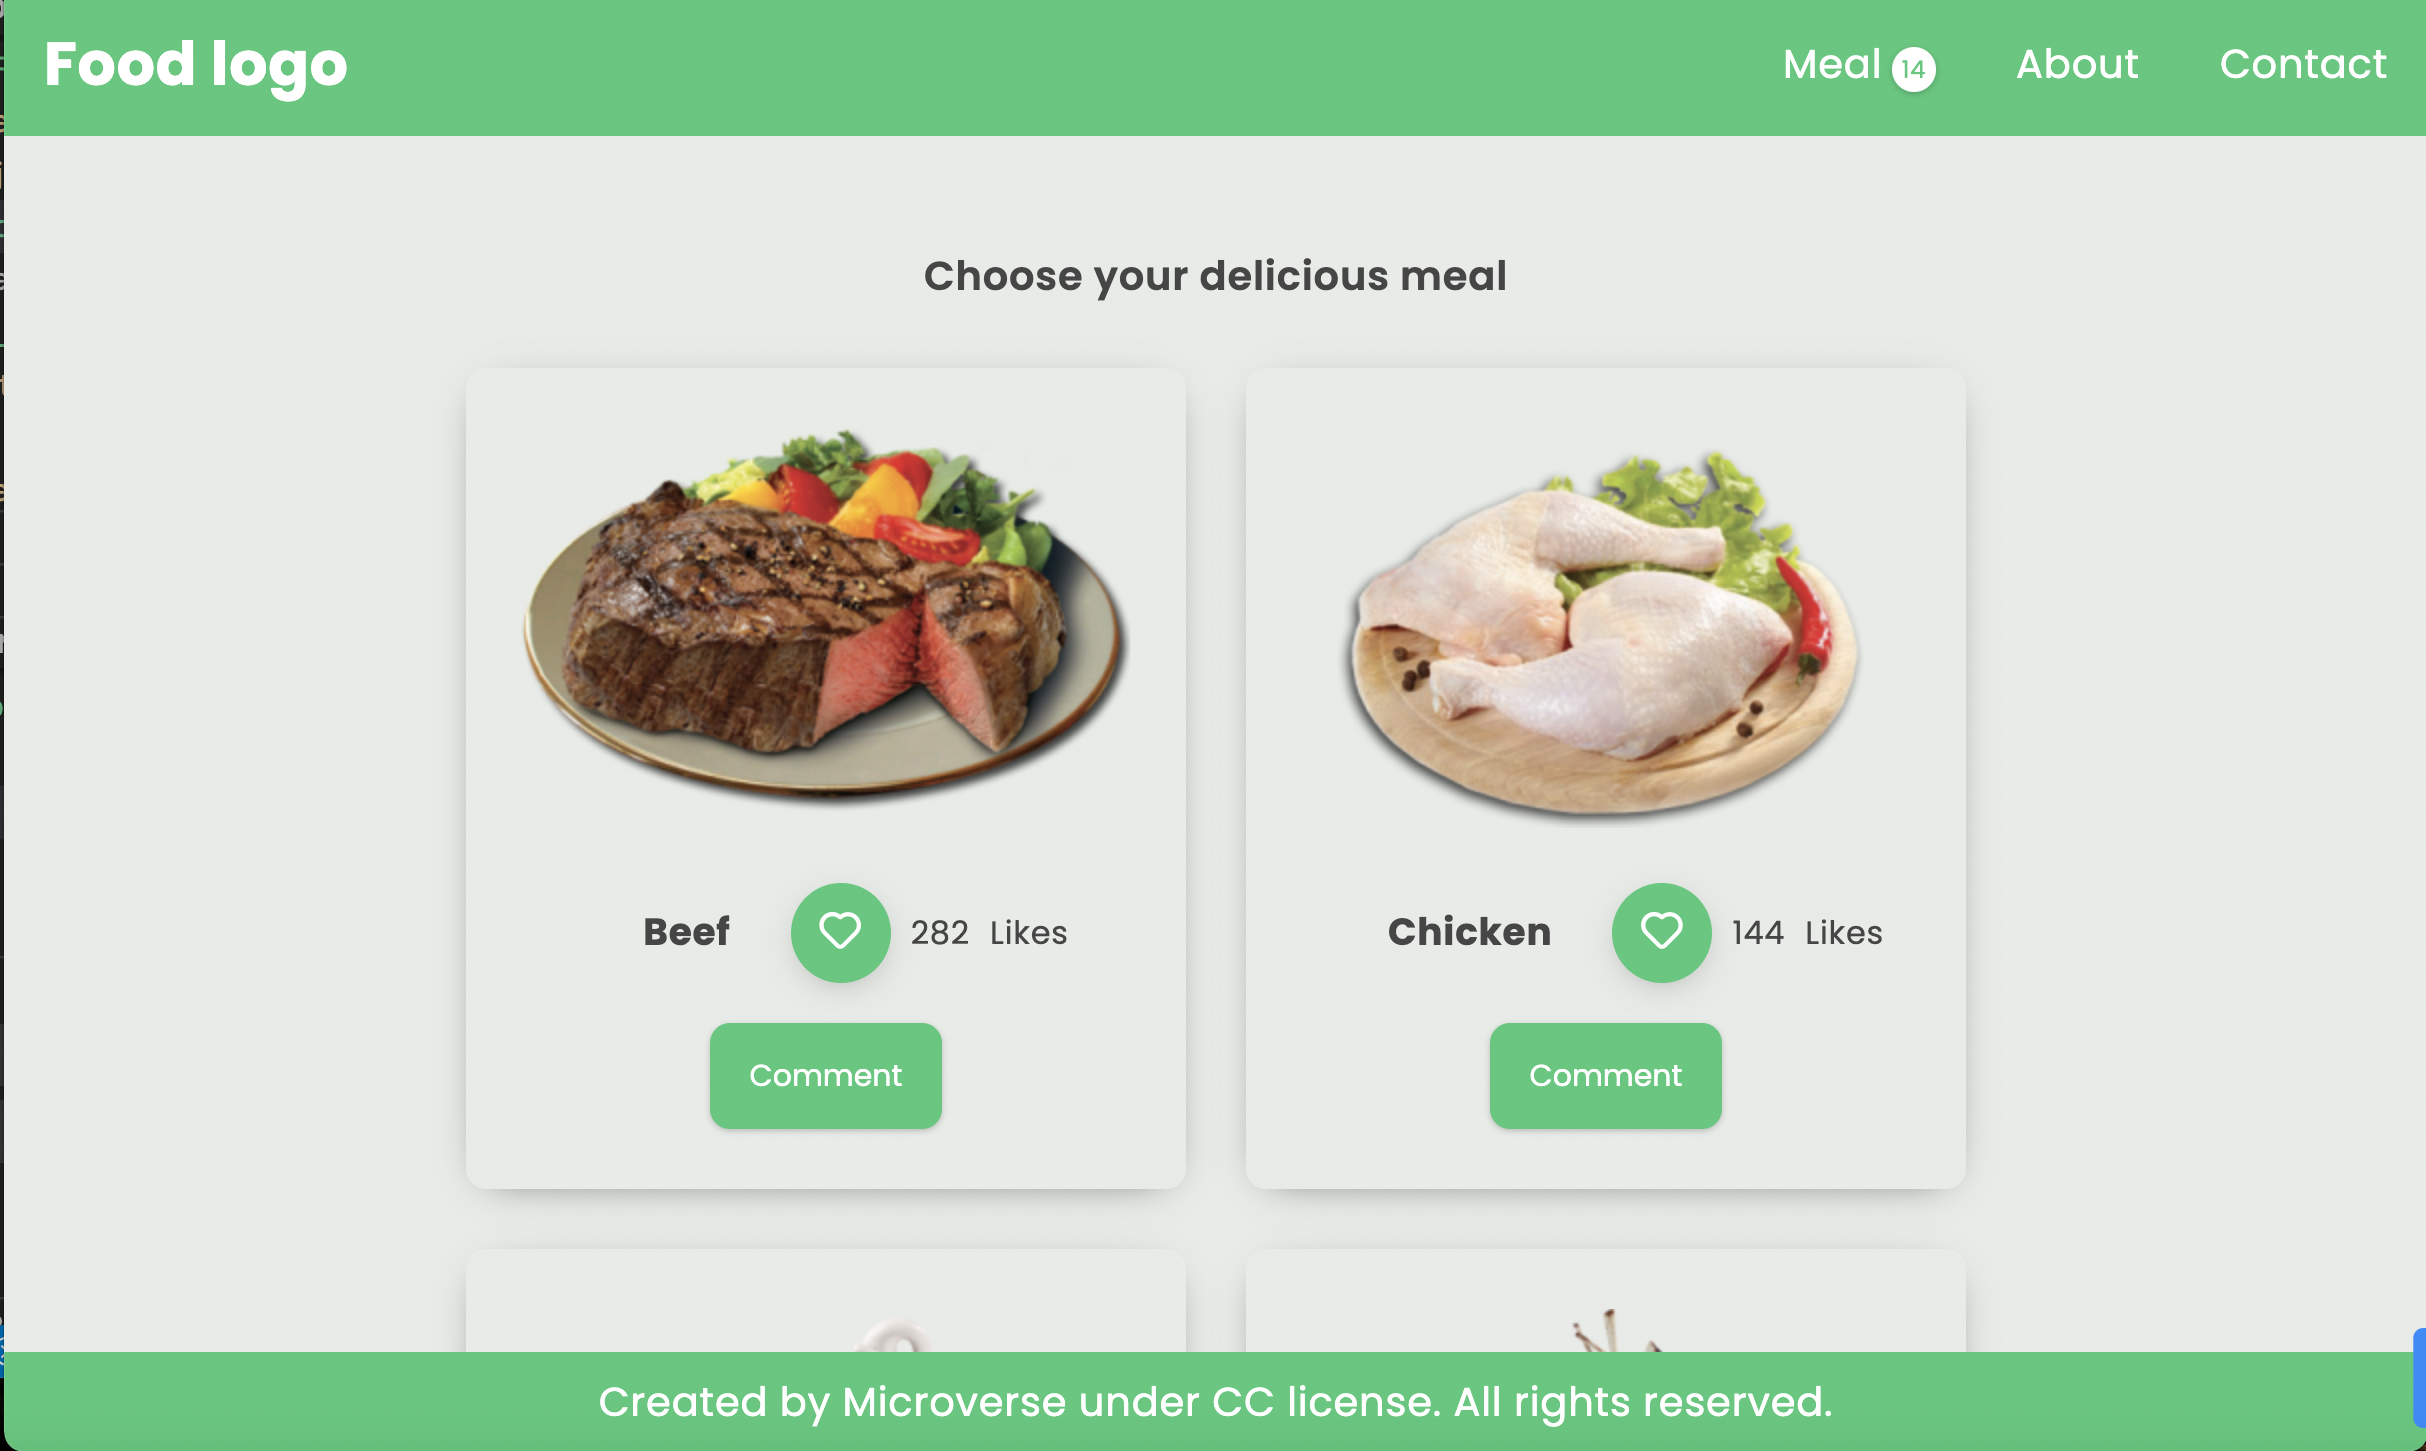 Food logo
Meal 14 About Contact
Choose your delicious meal
Beef 282 Likes
Comment
Chicken 144 Likes
Comment
Created by Microverse under CC license. All rights reserved.